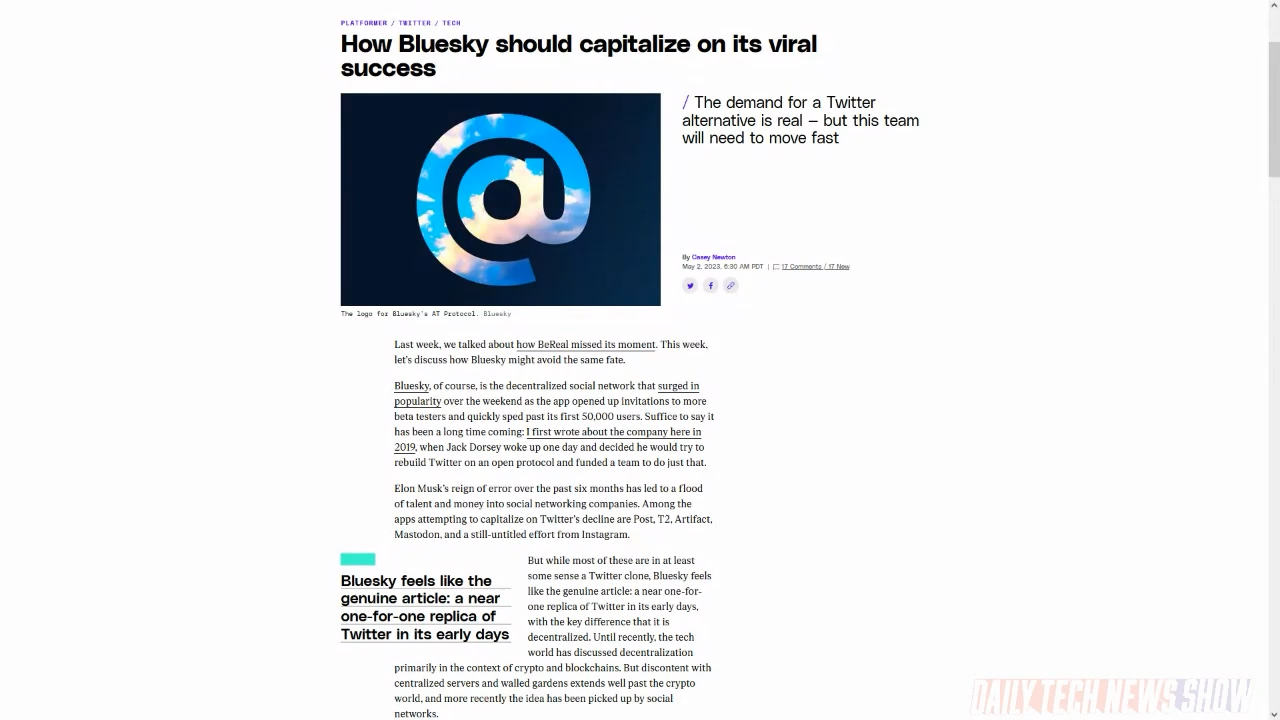 PLATFORMER / TWITTER / TECH
How Bluesky should capitalize on its viral
success
/ The demand for a Twitter
alternative is real – but this team
will need to move fast
By Casey Newton
May 2, 2023, 6:30 AM PDT | 17 Comments / 17 New
The logo for Bluesky's AT Protocol. Bluesky
Last week, we talked about how BeReal missed its moment. This week,
let's discuss how Bluesky might avoid the same fate.
Bluesky, of course, is the decentralized social network that surged in
popularity over the weekend as the app opened up invitations to more
beta testers and quickly sped past its first 50,000 users. Suffice to say it
has been a long time coming: I first wrote about the company here in
2019, when Jack Dorsey woke up one day and decided he would try to
rebuild Twitter on an open protocol and funded a team to do just that.
Elon Musk's reign of error over the past six months has led to a flood
of talent and money into social networking companies. Among the
apps attempting to capitalize on Twitter's decline are Post, T2, Artifact,
Mastodon, and a still-untitled effort from Instagram.
Bluesky feels like the
genuine article: a near
one-for-one replica of
Twitter in its early days
But while most of these are in at least
some sense a Twitter clone, Bluesky feels
like the genuine article: a near one-for-
one replica of Twitter in its early days,
with the key difference that it is
decentralized. Until recently, the tech
world has discussed decentralization
primarily in the context of crypto and blockchains. But discontent with
centralized servers and walled gardens extends well past the crypto
world, and more recently the idea has been picked up by social
networks.
DAILY TECH NEWS SHOW